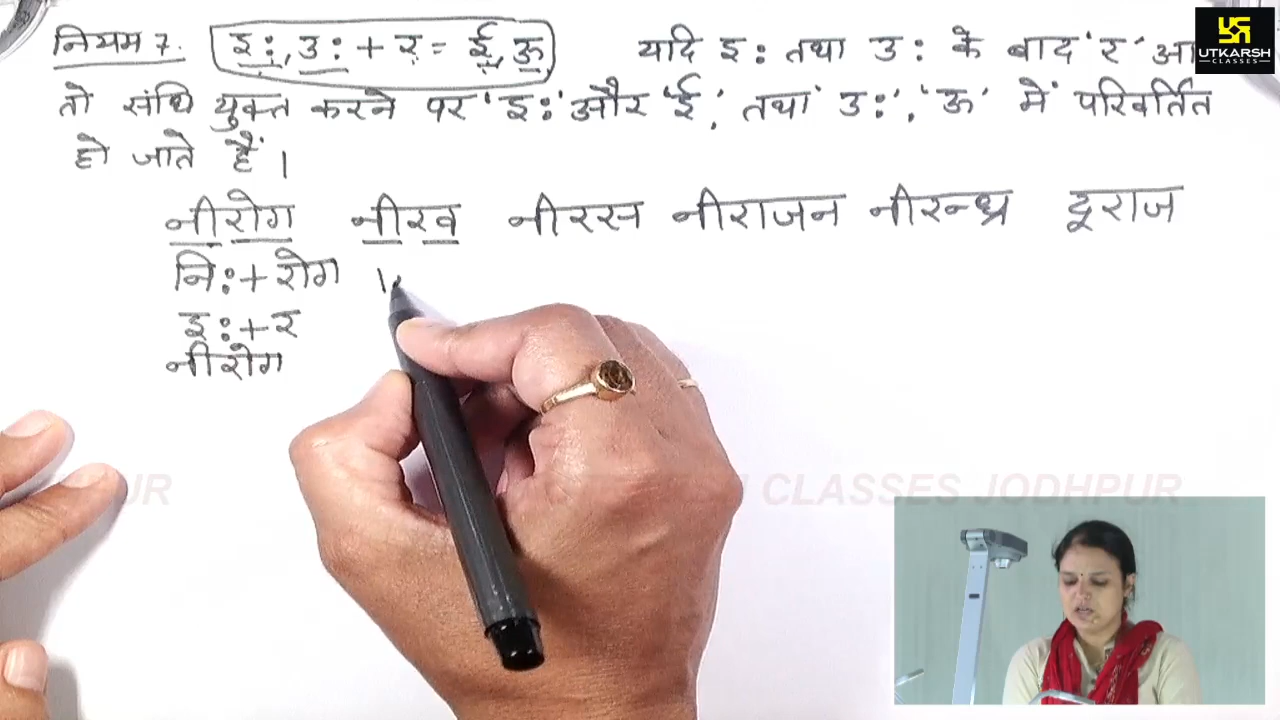 नियम 7. इः, उः + र = ई, ऊ यदि इः तथा उः के बाद 'र' आ
तो संधि युक्त करने पर 'इः' और 'ई', तथा उः', 'ऊ' में परिवर्तित
हो जाते हैं।
नीरोग नीरव नीरस नीराजन नीरन्ध्र दूराज
निः + रोग
इः + र
नीरोग
UTKARSH
CLASSES
CLASSES JODHPUR